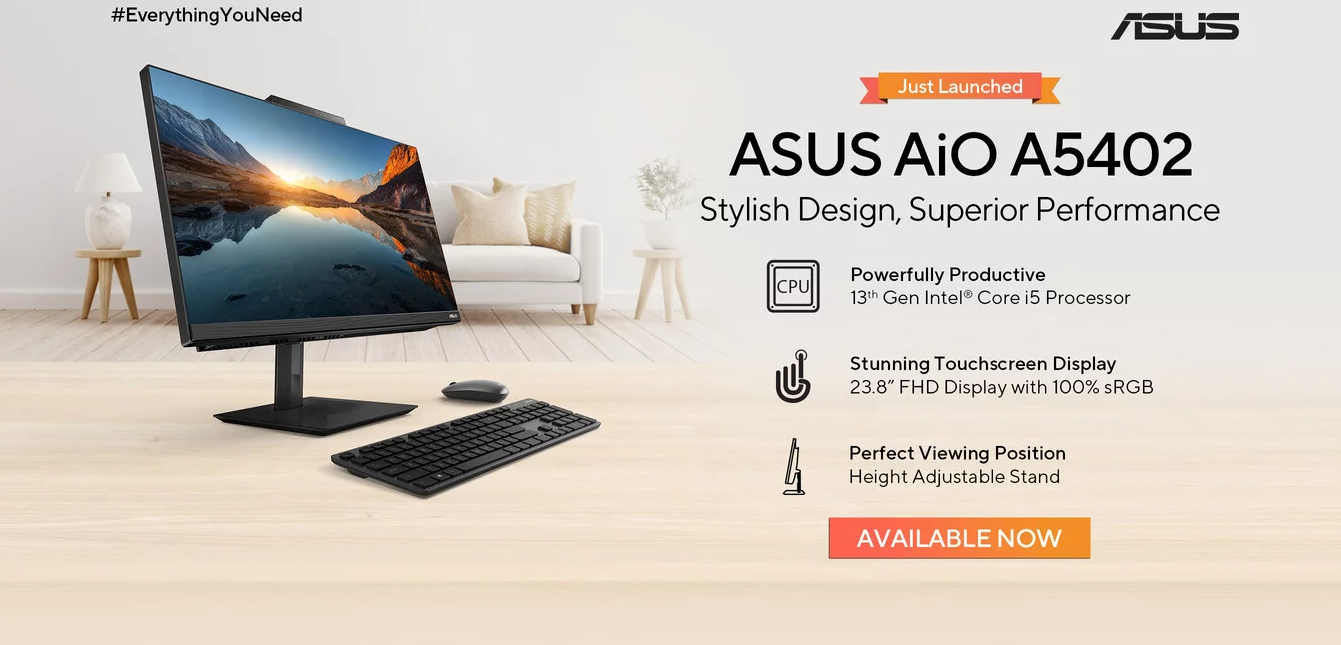 #EverythingYouNeed
ASUS
Just Launched
ASUS AiO A5402
Stylish Design, Superior Performance
CPU
Powerfully Productive
13th Gen Intel® Core i5 Processor
Stunning Touchscreen Display
23.8” FHD Display with 100% sRGB
Perfect Viewing Position
Height Adjustable Stand
AVAILABLE NOW
ASUS